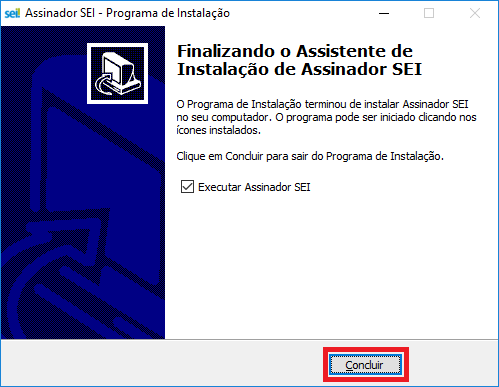 sei! Assinador SEI - Programa de Instalação
Finalizando o Assistente de
Instalação de Assinador SEI
O Programa de Instalação terminou de instalar Assinador SEI
no seu computador. O programa pode ser iniciado clicando nos
ícones instalados.
Clique em Concluir para sair do Programa de Instalação.
Executar Assinador SEI
Concluir